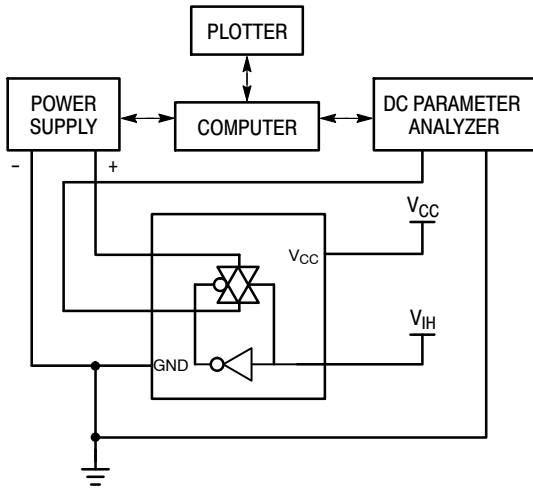 PLOTTER
POWER
SUPPLY
COMPUTER
DC PARAMETER
ANALYZER
− +
VCC
VCC
VIH
GND